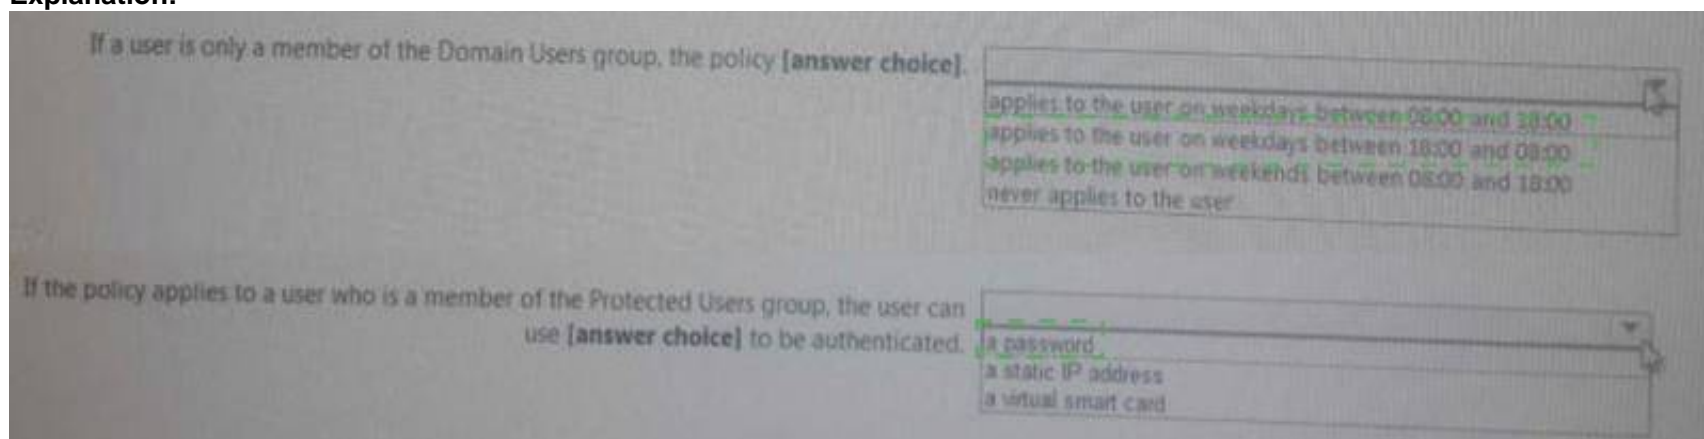 Explanation:
If a user is only a member of the Domain Users group, the policy [answer choice].
applies to the user on weekdays between 08:00 and 18:00
applies to the user on weekdays between 18:00 and 08:00
applies to the user on weekends between 08:00 and 18:00
never applies to the user
If the policy applies to a user who is a member of the Protected Users group, the user can
use [answer choice] to be authenticated.
a password
a static IP address
a virtual smart card